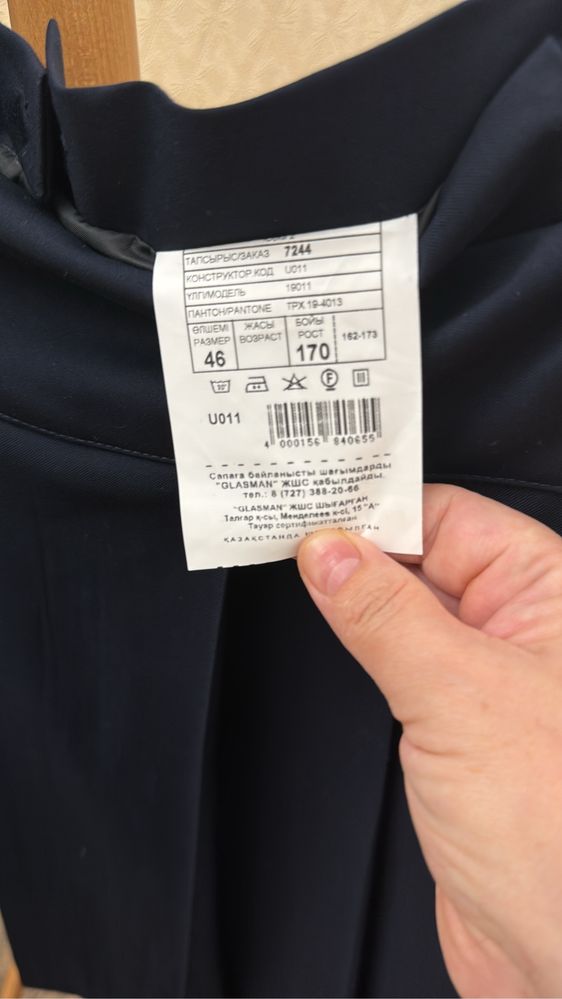 ТАПСЫРЫС/ЗАКАЗ 7244
КОНСТРУКТОР.КОД U011
ҮЛГІ/МОДЕЛЬ 19011
ПАНТОН/PANTONE TPX 19-4013
ӨЛШЕМІ ЖАСЫ БОЙЫ
РАЗМЕР ВОЗРАСТ РОСТ 162-173
46 170
U011
4 000156 840655
Сапаға байланысты шағымдарды
"GLASMAN" ЖШС қабылдайды.
тел.: 8 (727) 388-20-66
"GLASMAN" ЖШС ШЫҒАРҒАН
Талғар қ-сы, Менделеев к-сі, 15 "А"
Тауар сертификатталған
ҚАЗАҚСТАНДА